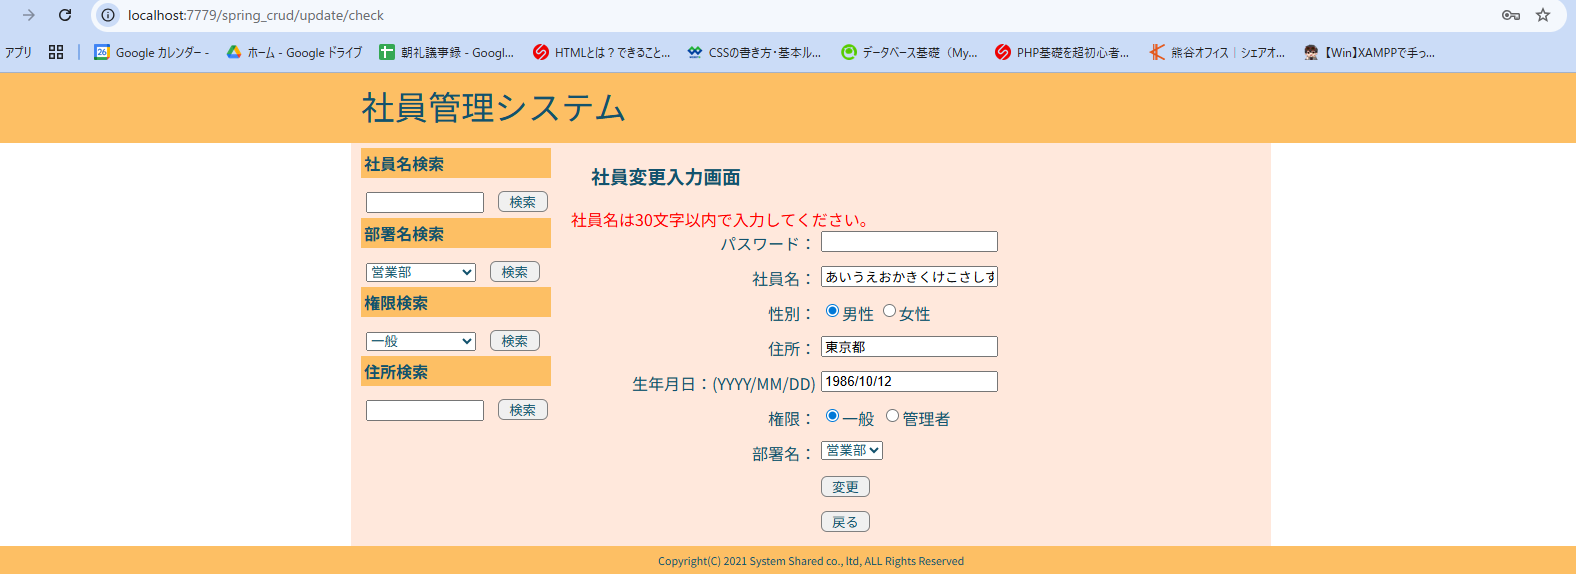 localhost:7779/spring_crud/update/check
アプリ Google カレンダー - ホーム - Google ドライブ 朝礼議事録 - Googl... HTMLとは？できること... CSSの書き方・基本ル... データベース基礎（My... PHP基礎を超初心者... 熊谷オフィス｜シェアオ... 【Win】XAMPPで手っ...
社員管理システム
社員名検索
検索
部署名検索
営業部 検索
権限検索
一般 検索
住所検索
検索
社員変更入力画面
社員名は30文字以内で入力してください。
パスワード：
社員名： あいうえおかきくけこさしす
性別： 男性 女性
住所： 東京都
生年月日：(YYYY/MM/DD) 1986/10/12
権限： 一般 管理者
部署名： 営業部
変更
戻る
Copyright(C) 2021 System Shared co., ltd, ALL Rights Reserved